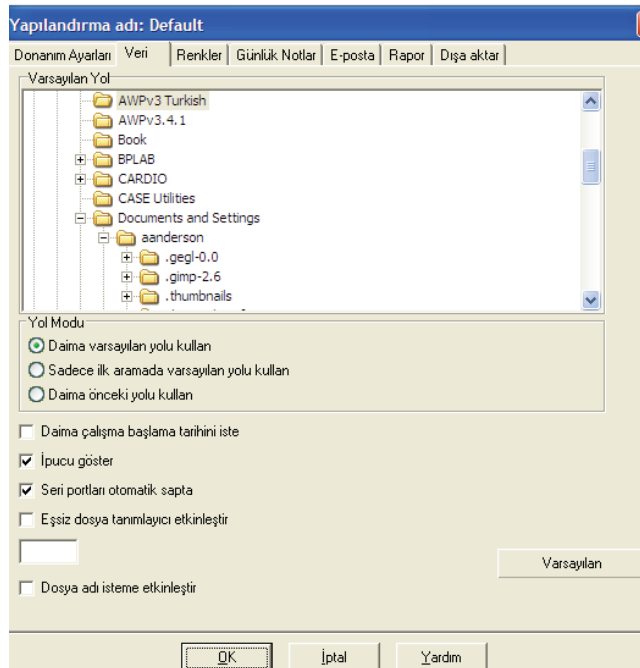 Yapılandırma adı: Default
Donanım Ayarları Veri Renkler Günlük Notlar E-posta Rapor Dışa aktar
Varsayılan Yol
AWPv3 Turkish
AWPv3.4.1
Book
BPLAB
CARDIO
CASE Utilities
Documents and Settings
aanderson
.gegl-0.0
.gimp-2.6
.thumbnails
Yol Modu
Daima varsayılan yolu kullan
Sadece ilk aramada varsayılan yolu kullan
Daima önceki yolu kullan
Daima çalışma başlama tarihini iste
İpucu göster
Seri portları otomatik sapta
Eşsiz dosya tanımlayıcı etkinleştir
Varsayılan
Dosya adı isteme etkinleştir
OK İptal Yardım